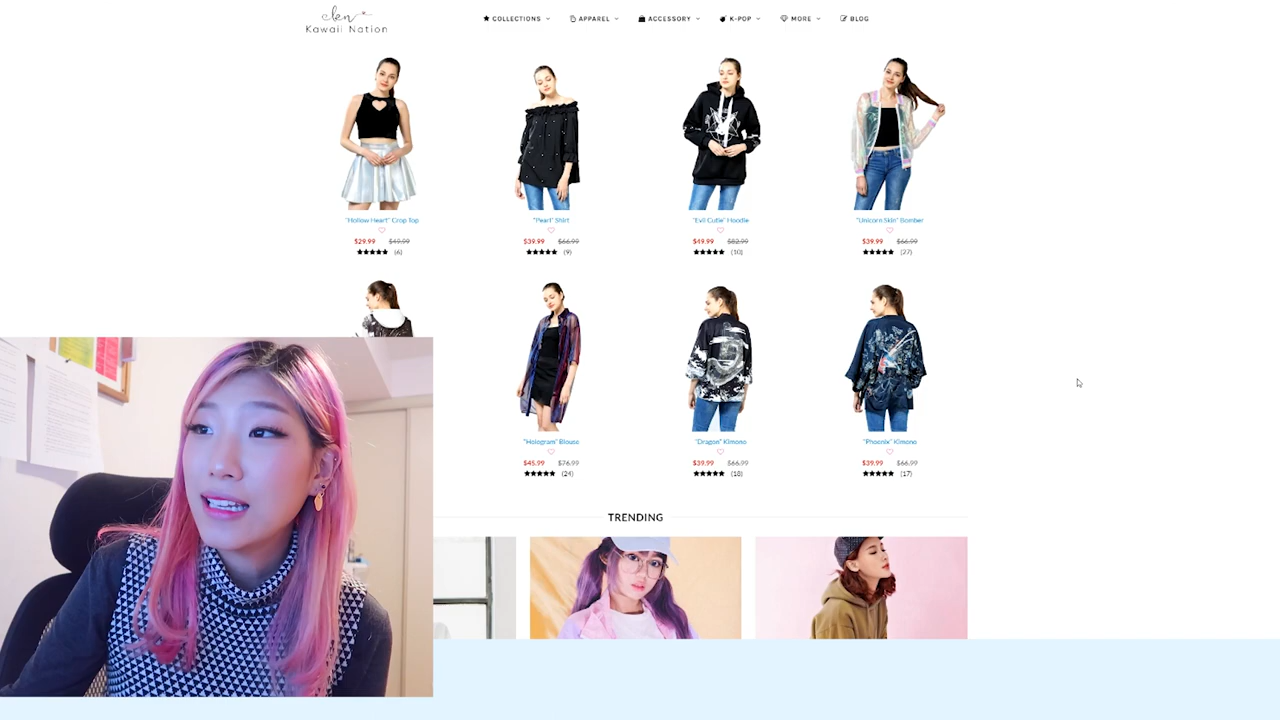 ckn
Kawaii Nation
COLLECTIONS
APPAREL
ACCESSORY
K-POP
MORE
BLOG
"Hollow Heart" Crop Top
"Pearl" Shirt
"Evil Cutie" Hoodie
"Unicorn Skin" Bomber
$29.99 $49.99
$39.99 $66.99
$49.99 $82.99
$39.99 $66.99
(6)
(9)
(10)
(27)
"Hologram" Blouse
"Dragon" Kimono
"Phoenix" Kimono
$45.99 $76.99
$39.99 $66.99
$39.99 $66.99
(24)
(18)
(17)
TRENDING